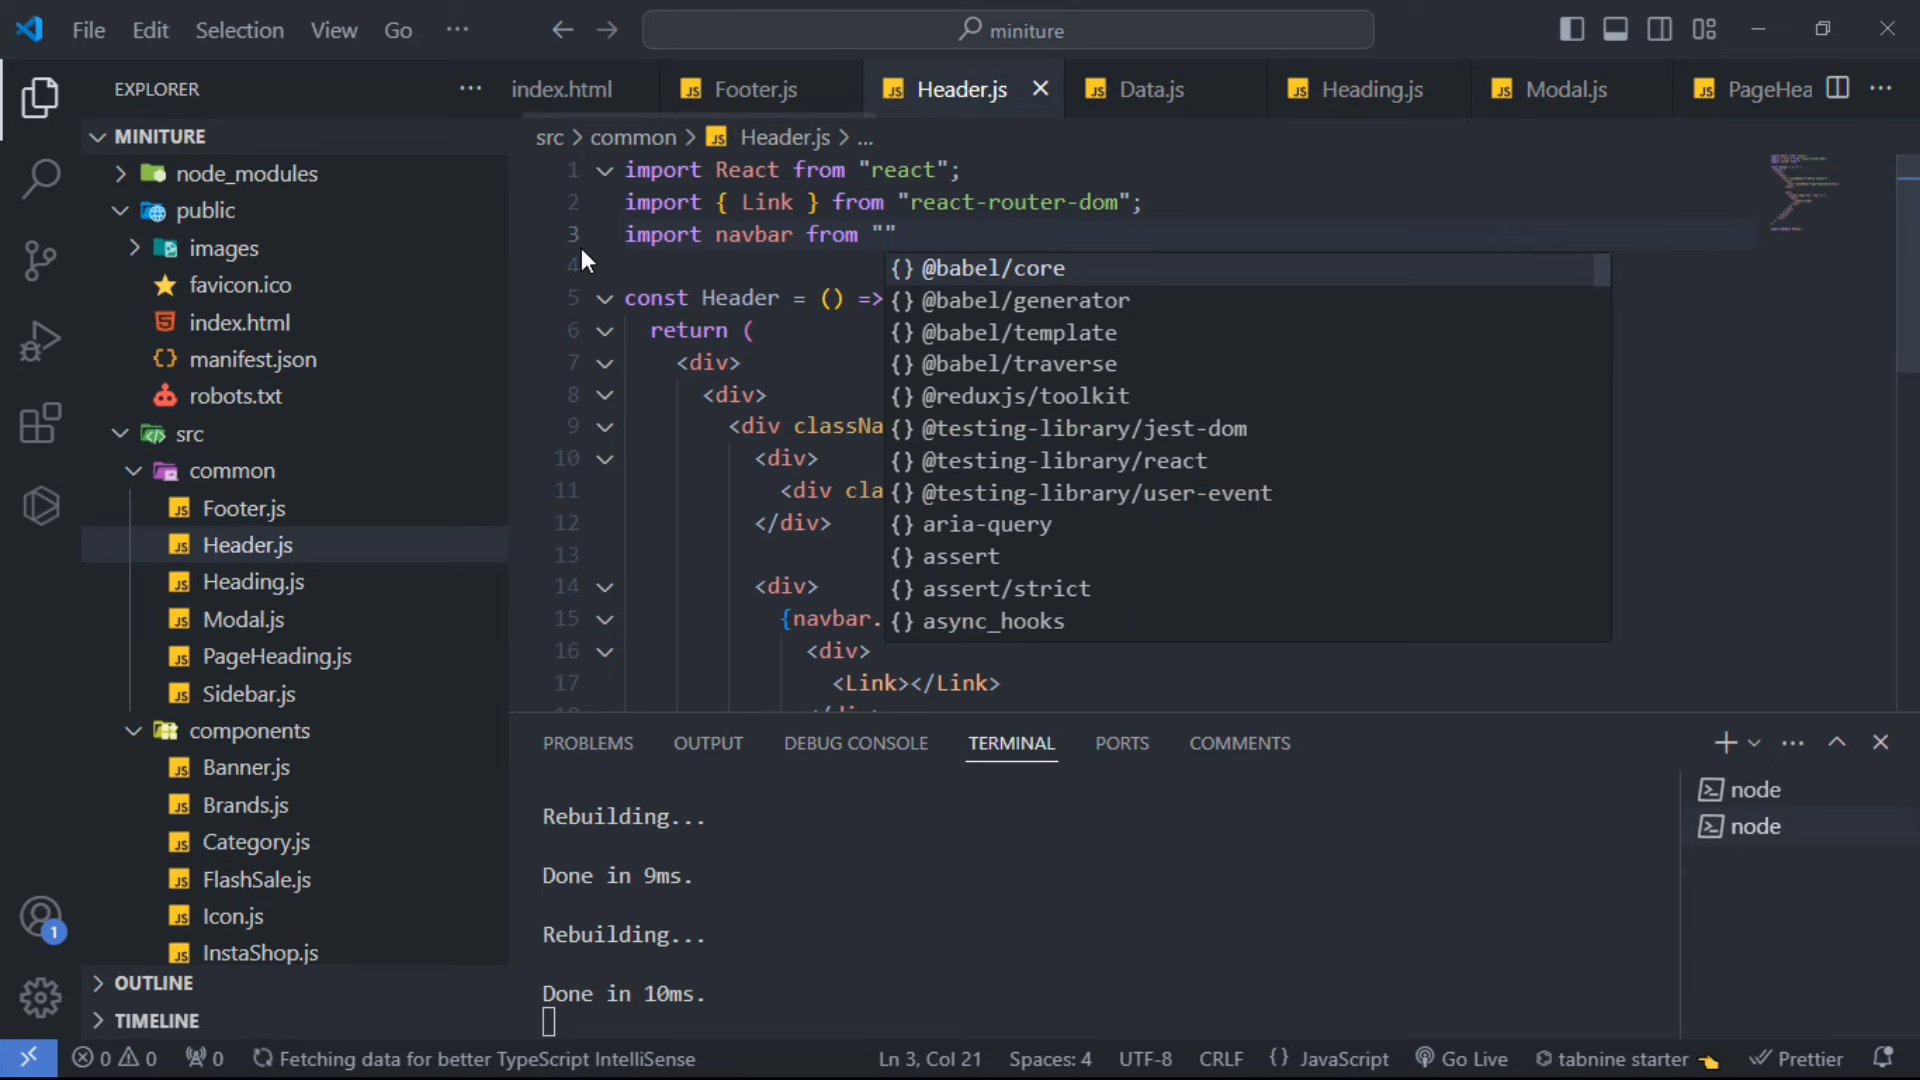 File Edit Selection View Go ···
miniture
EXPLORER
index.html
Footer.js
Header.js
Data.js
Heading.js
Modal.js
PageHea
MINITURE
node_modules
public
images
favicon.ico
index.html
manifest.json
robots.txt
src
common
Footer.js
Header.js
Heading.js
Modal.js
PageHeading.js
Sidebar.js
components
Banner.js
Brands.js
Category.js
FlashSale.js
Icon.js
InstaShop.js
OUTLINE
TIMELINE
src > common > JS Header.js > ...
1 import React from "react";
2 import { Link } from "react-router-dom";
3 import navbar from ""
4
5 const Header = () =>
6 return (
7 <div>
8 <div>
9 <div classNa
10 <div>
11 <div cla
12 </div>
13
14 <div>
15 {navbar.
16 <div>
17 <Link></Link>
{} @babel/core
{} @babel/generator
{} @babel/template
{} @babel/traverse
{} @reduxjs/toolkit
{} @testing-library/jest-dom
{} @testing-library/react
{} @testing-library/user-event
{} aria-query
{} assert
{} assert/strict
{} async_hooks
PROBLEMS OUTPUT DEBUG CONSOLE TERMINAL PORTS COMMENTS
Rebuilding...
Done in 9ms.
Rebuilding...
Done in 10ms.
node
node
1
0 0 0 Fetching data for better TypeScript IntelliSense
Ln 3, Col 21 Spaces: 4 UTF-8 CRLF {} JavaScript Go Live tabnine starter Prettier